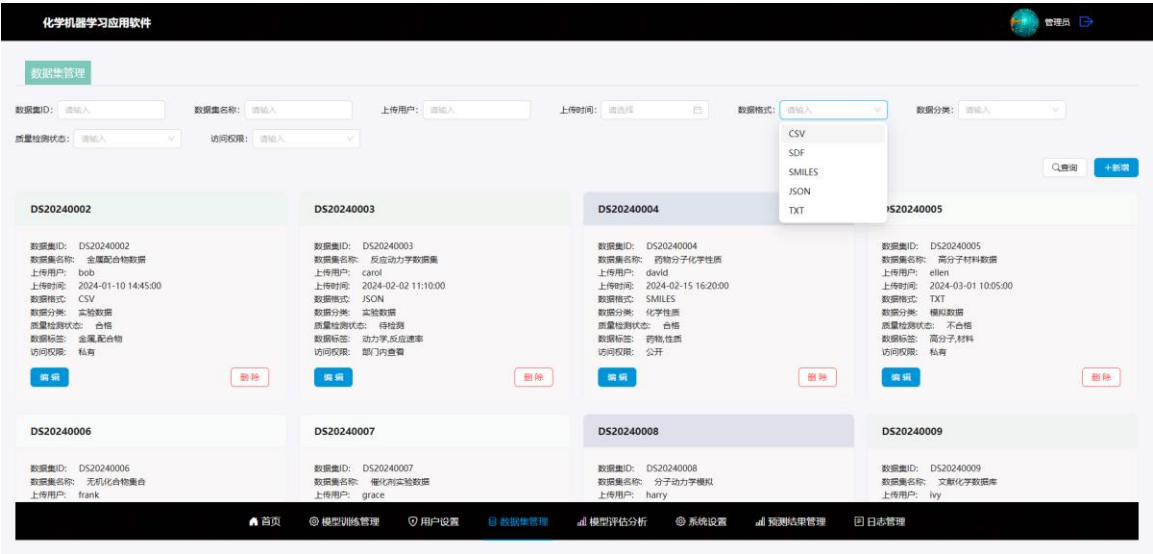 化学机器学习应用软件
管理员
数据集管理
数据集ID: 请输入 数据集名称: 请输入 上传用户: 请输入 上传时间: 请选择 数据格式: 请输入 数据分类: 请输入
质量检测状态: 请输入 访问权限: 请输入
CSV
SDF
SMILES
JSON
TXT
查询 +新增
DS20240002
数据集ID: DS20240002
数据集名称: 金属配合物数据
上传用户: bob
上传时间: 2024-01-10 14:45:00
数据格式: CSV
数据分类: 实验数据
质量检测状态: 合格
数据标签: 金属,配合物
访问权限: 私有
编辑 删除
DS20240003
数据集ID: DS20240003
数据集名称: 反应动力学数据集
上传用户: carol
上传时间: 2024-02-02 11:10:00
数据格式: JSON
数据分类: 实验数据
质量检测状态: 待检测
数据标签: 动力学,反应速率
访问权限: 部门内查看
编辑 删除
DS20240004
数据集ID: DS20240004
数据集名称: 药物分子化学性质
上传用户: david
上传时间: 2024-02-15 16:20:00
数据格式: SMILES
数据分类: 化学性质
质量检测状态: 合格
数据标签: 药物,性质
访问权限: 公开
编辑 删除
DS20240005
数据集ID: DS20240005
数据集名称: 高分子材料数据
上传用户: ellen
上传时间: 2024-03-01 10:05:00
数据格式: TXT
数据分类: 模拟数据
质量检测状态: 不合格
数据标签: 高分子,材料
访问权限: 私有
编辑 删除
DS20240006
数据集ID: DS20240006
数据集名称: 无机化合物集合
上传用户: frank
DS20240007
数据集ID: DS20240007
数据集名称: 催化剂实验数据
上传用户: grace
DS20240008
数据集ID: DS20240008
数据集名称: 分子动力学模拟
上传用户: harry
DS20240009
数据集ID: DS20240009
数据集名称: 文献化学数据库
上传用户: ivy
首页 模型训练管理 用户设置 数据集管理 模型评估分析 系统设置 预测结果管理 日志管理